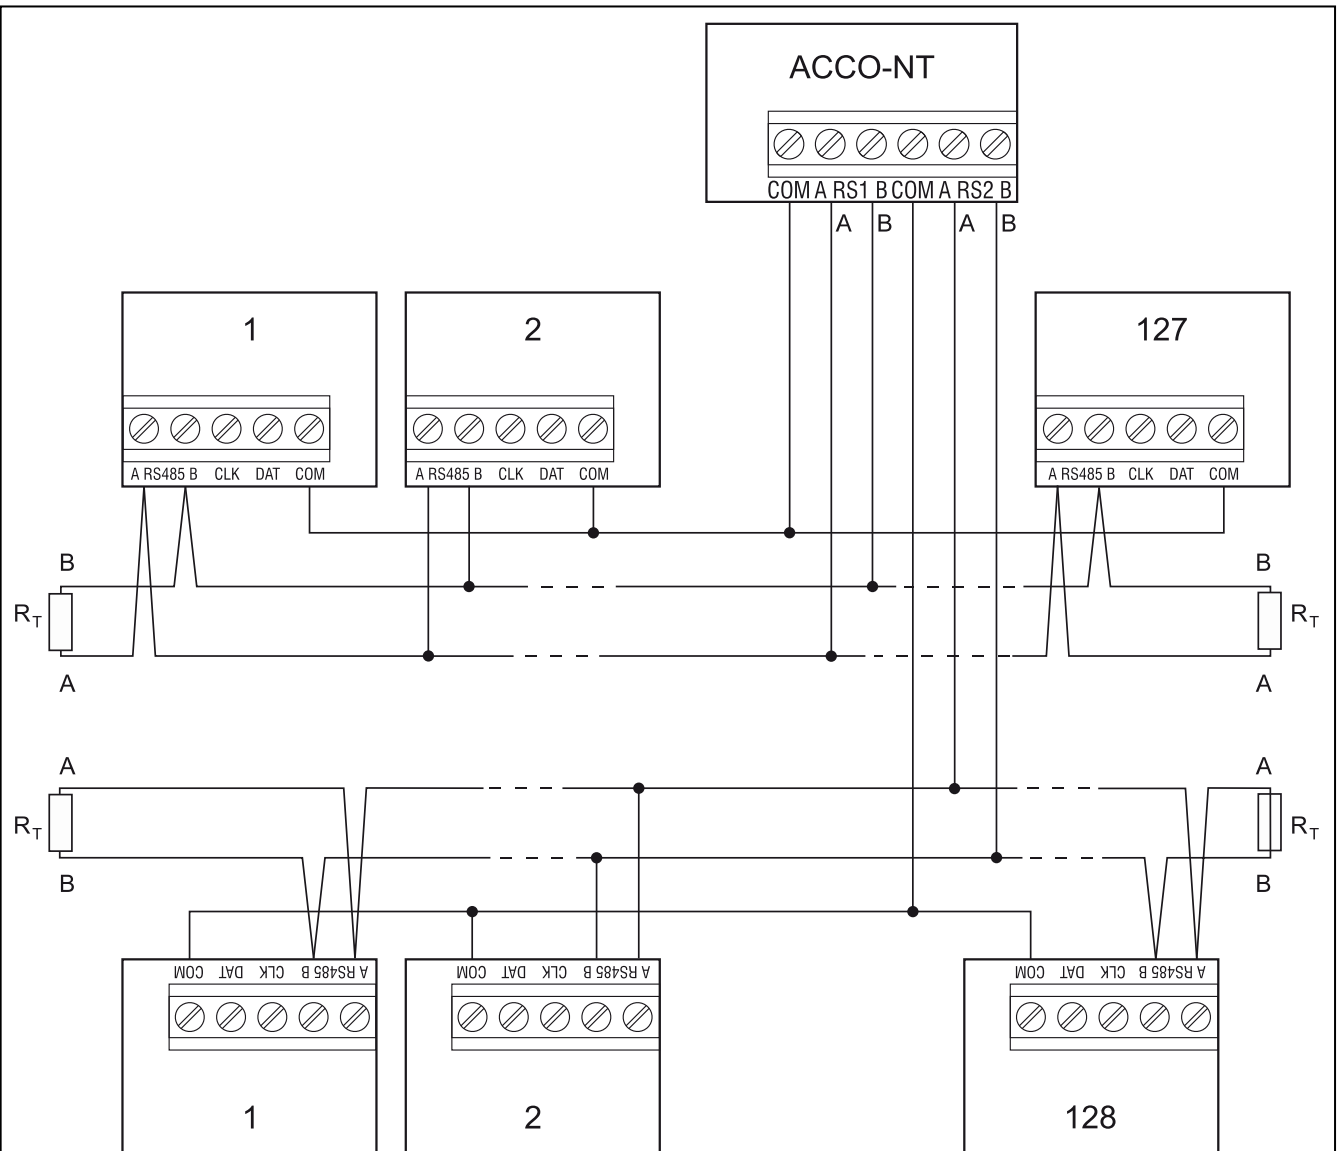 ACCO-NT
COM A RS1 B COM A RS2 B
A B A B
1 2 127
A RS485 B CLK DAT COM A RS485 B CLK DAT COM A RS485 B CLK DAT COM
B B
RT RT
A A
A A
RT RT
B B
COM DAT CLK RS485 B A COM DAT CLK RS485 B A COM DAT CLK RS485 B A
1 2 128